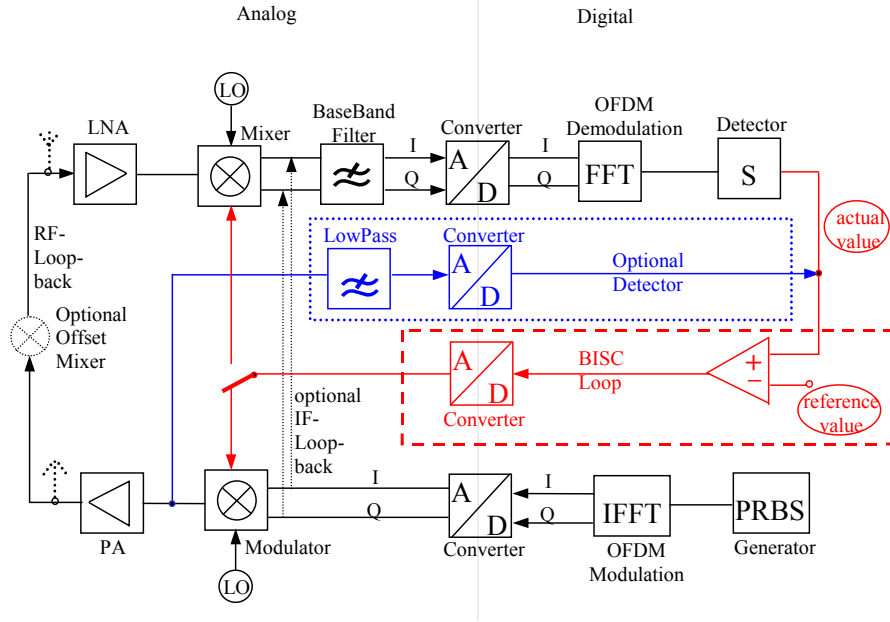 Analog
Digital
LO
LNA
Mixer
BaseBand
Filter
I
Q
Converter
A
D
I
Q
OFDM
Demodulation
FFT
Detector
S
actual
value
RF-
Loop-
back
LowPass
Converter
A
D
Optional
Detector
Optional
Offset
Mixer
optional
IF-
Loop-
back
A
D
Converter
BISC
Loop
+
−
reference
value
PA
Modulator
LO
I
Q
A
D
Converter
I
Q
IFFT
OFDM
Modulation
PRBS
Generator